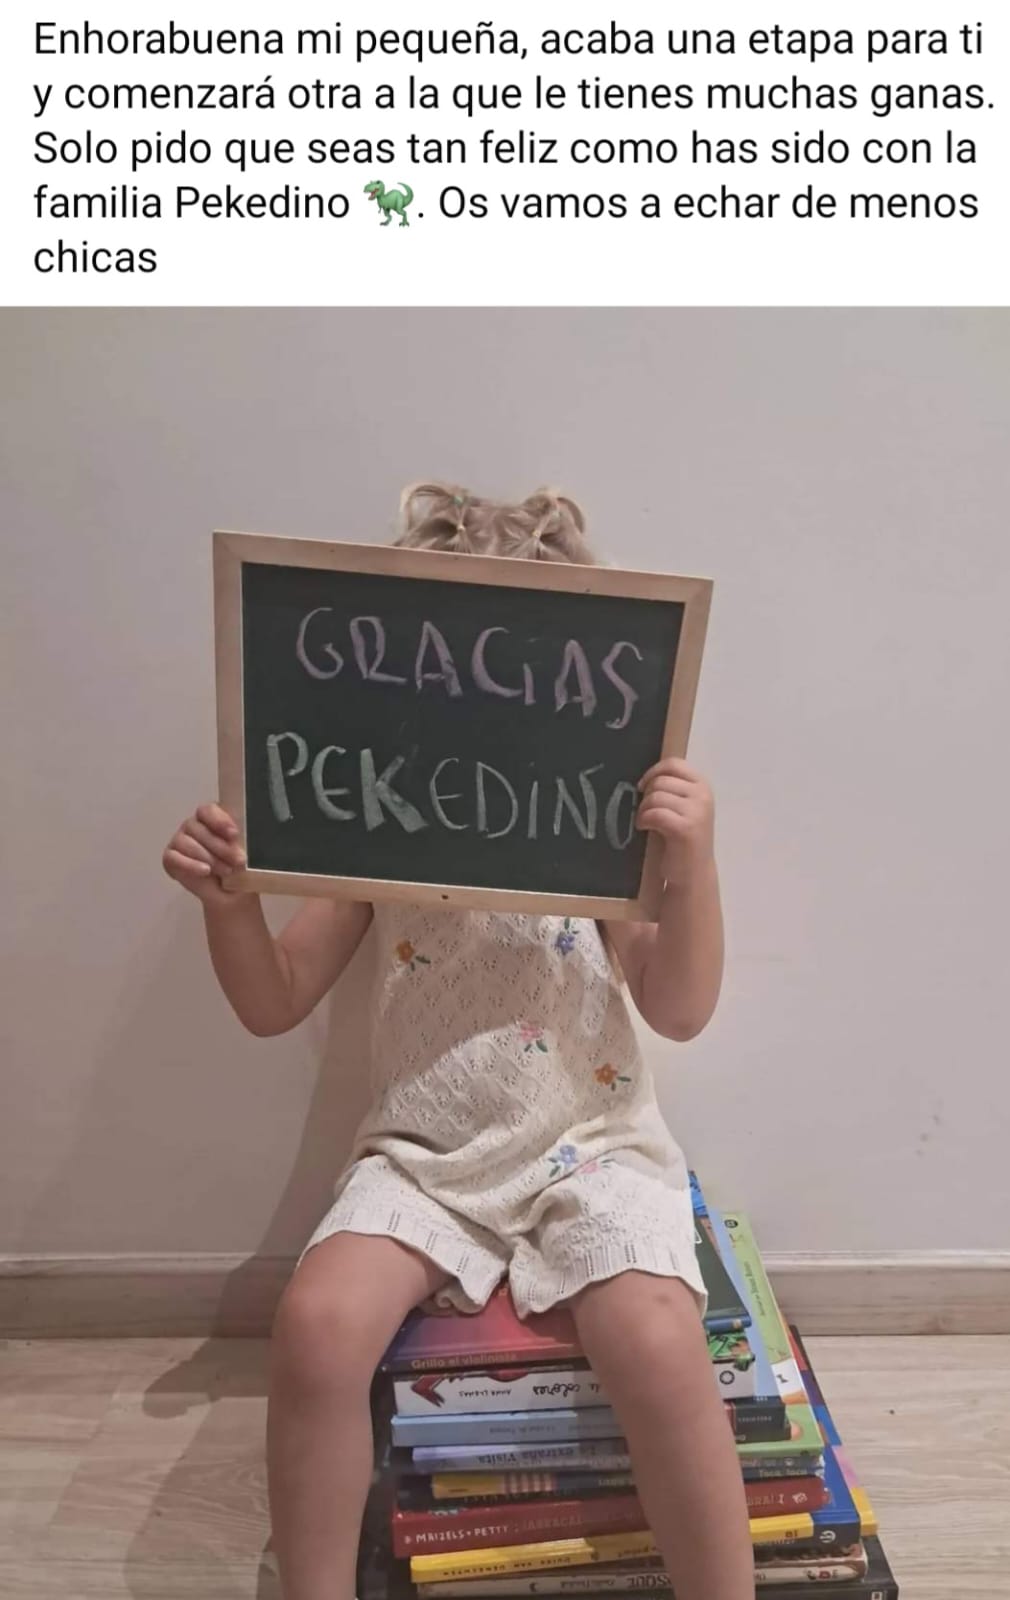 Enhorabuena mi pequeña, acaba una etapa para ti
y comenzará otra a la que le tienes muchas ganas.
Solo pido que seas tan feliz como has sido con la
familia Pekedino 🦖. Os vamos a echar de menos
chicas
GRACiAS
PEKEDiNO
Grillo el violinista
MAIZELS + PETTY